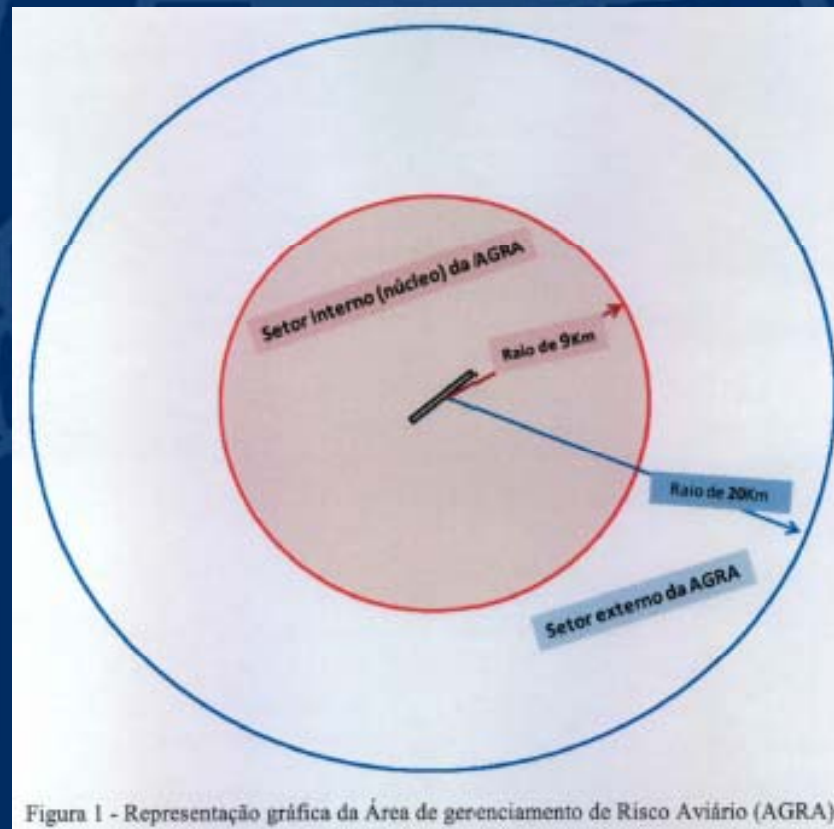 Setor interno (núcleo) da AGRA
Raio de 9Km
Raio de 20Km
Setor externo da AGRA
Figura 1 - Representação gráfica da Área de gerenciamento de Risco Aviário (AGRA)